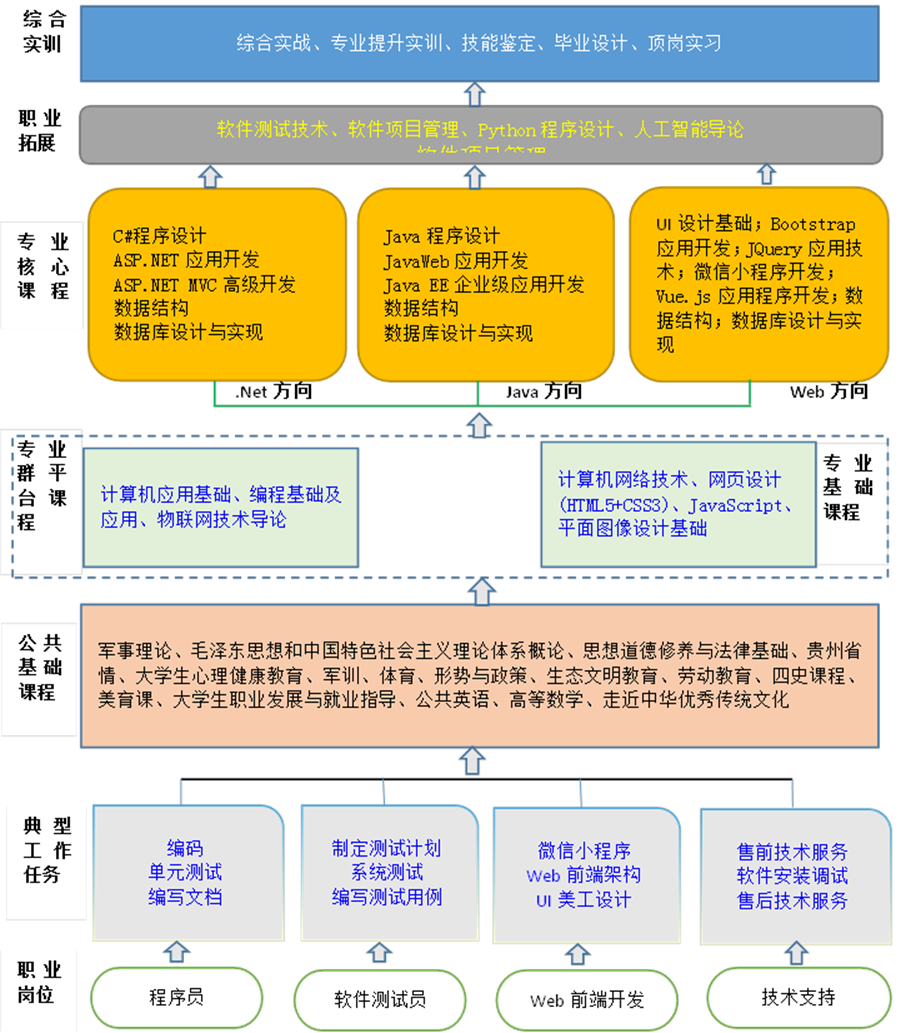 综合
实训
综合实战、专业提升实训、技能鉴定、毕业设计、顶岗实习
职业
拓展
软件测试技术、软件项目管理、Python 程序设计、人工智能导论
软件项目管理
专业
核心
课程
C#程序设计
ASP.NET 应用开发
ASP.NET MVC 高级开发
数据结构
数据库设计与实现
Java 程序设计
JavaWeb 应用开发
Java EE 企业级应用开发
数据结构
数据库设计与实现
UI 设计基础；Bootstrap
应用开发；JQuery 应用技
术；微信小程序开发；
Vue.js 应用程序开发；数
据结构；数据库设计与实
现
.Net 方向
Java 方向
Web 方向
专业
群平
台课
程
计算机应用基础、编程基础及
应用、物联网技术导论
计算机网络技术、网页设计
(HTML5+CSS3)、JavaScript、
平面图像设计基础
专业
基础
课程
公共
基础
课程
军事理论、毛泽东思想和中国特色社会主义理论体系概论、思想道德修养与法律基础、贵州省
情、大学生心理健康教育、军训、体育、形势与政策、生态文明教育、劳动教育、四史课程、
美育课、大学生职业发展与就业指导、公共英语、高等数学、走近中华优秀传统文化
典型
工作
任务
编码
单元测试
编写文档
制定测试计划
系统测试
编写测试用例
微信小程序
Web 前端架构
UI 美工设计
售前技术服务
软件安装调试
售后技术服务
职业
岗位
程序员
软件测试员
Web 前端开发
技术支持